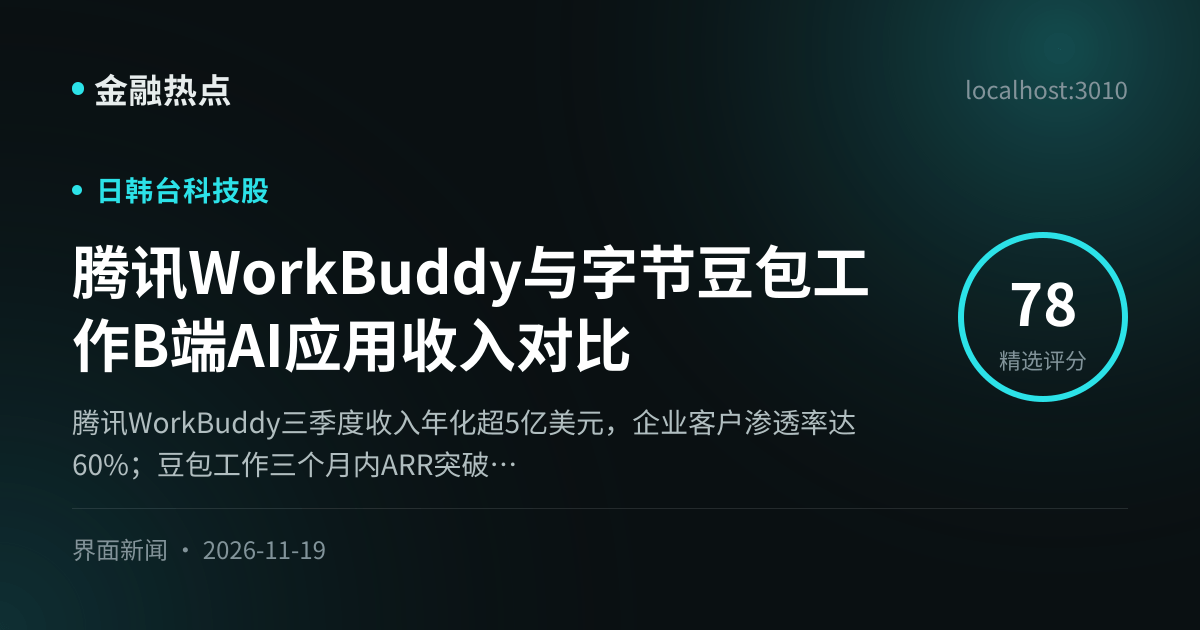 金融热点
localhost:3010
日韩台科技股
腾讯WorkBuddy与字节豆包工
作B端AI应用收入对比
78
精选评分
腾讯WorkBuddy三季度收入年化超5亿美元，企业客户渗透率达
60%；豆包工作三个月内ARR突破…
界面新闻 · 2026-11-19